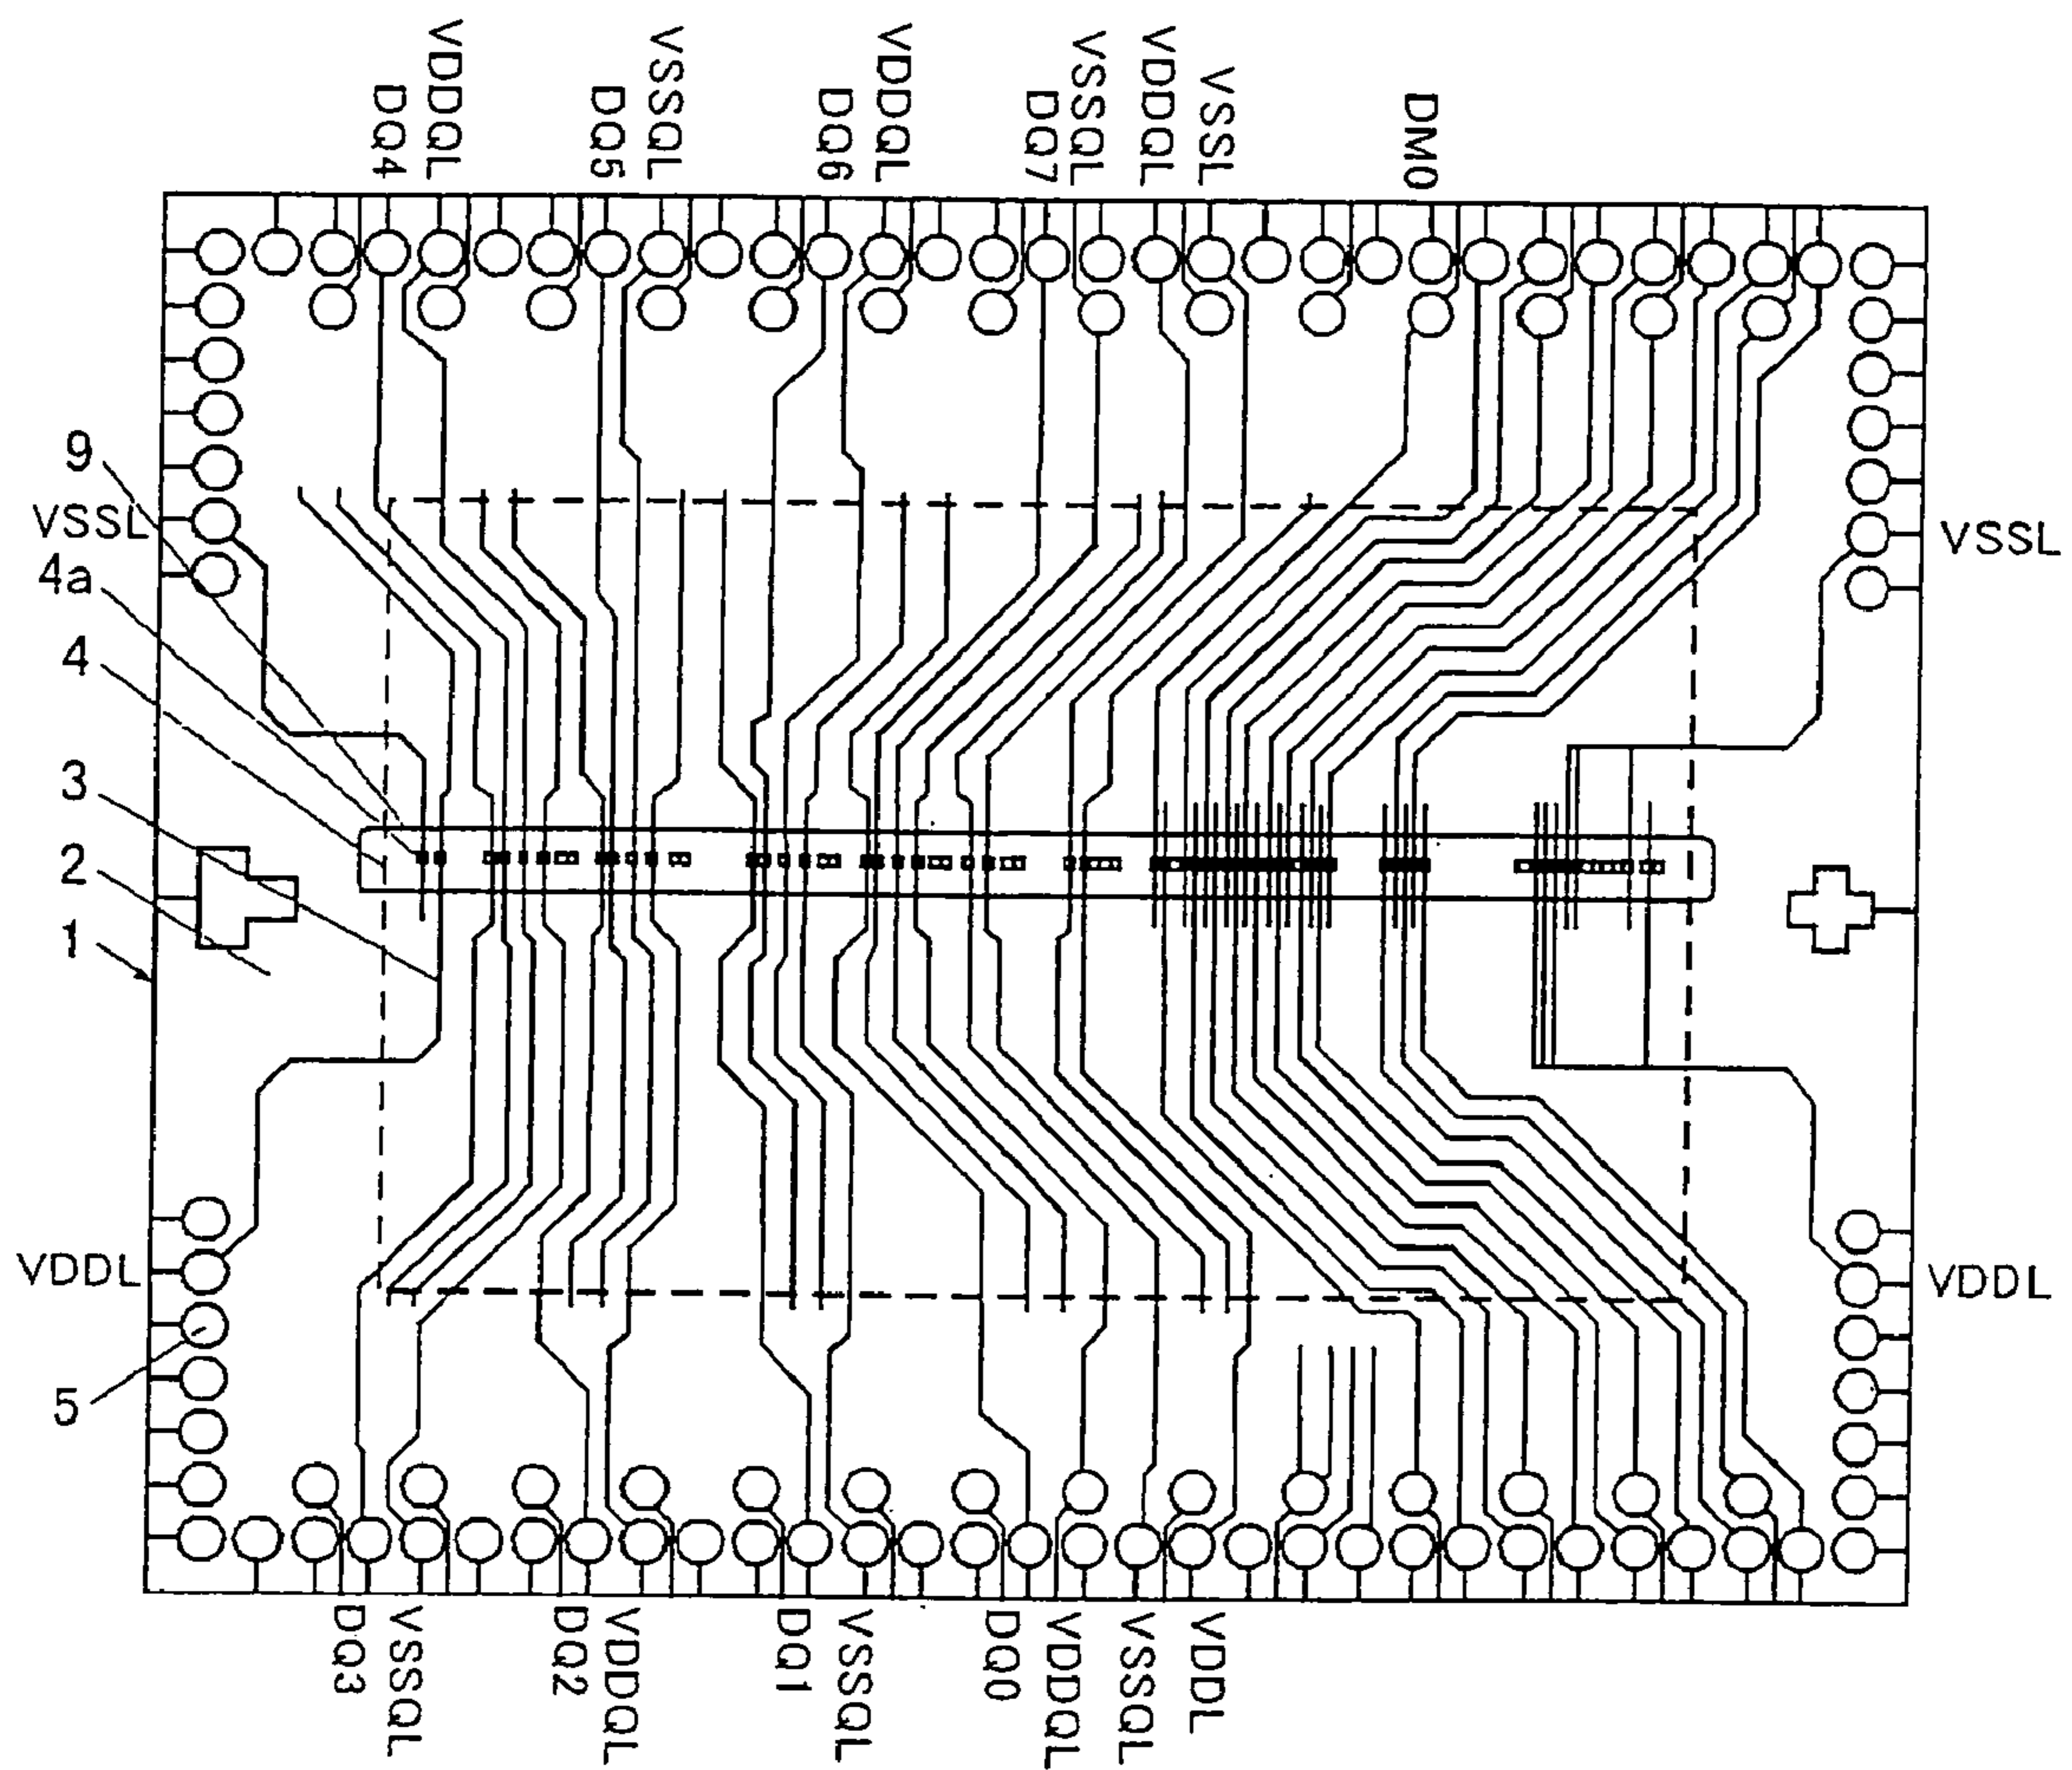 DQ4
VDDQL
DQ5
VSSQL
DQ6
VDDQL
DQ7
VSSQL
VDDQL
VSSL
DM0
9
VSSL
4a
4
3
2
1
VDDL
5
VSSL
VDDL
DQ3
VSSQL
DQ2
VDDQL
DQ1
VSSQL
DQ0
VDDQL
VSSQL
VDDL